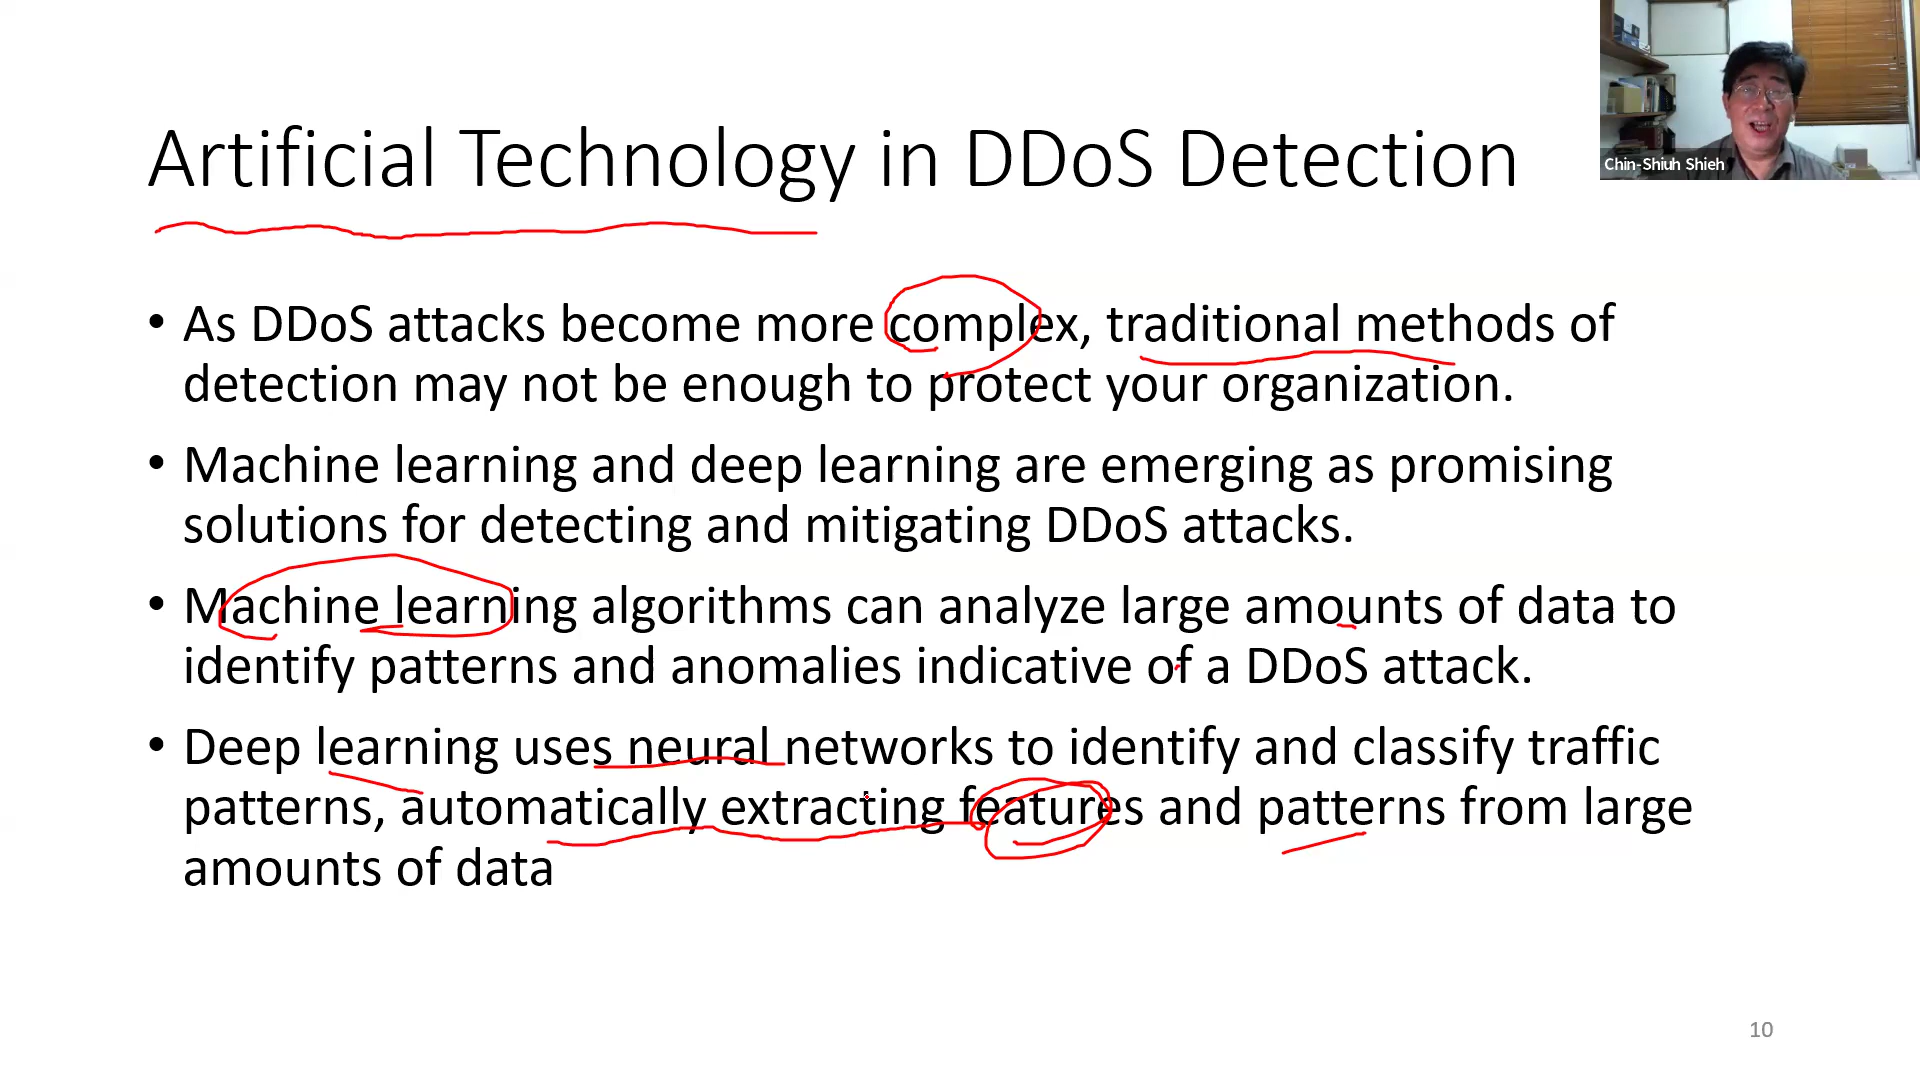 Artificial Technology in DDoS Detection
Chin-Shiuh Shieh
• As DDoS attacks become more complex, traditional methods of
detection may not be enough to protect your organization.
• Machine learning and deep learning are emerging as promising
solutions for detecting and mitigating DDoS attacks.
• Machine learning algorithms can analyze large amounts of data to
identify patterns and anomalies indicative of a DDoS attack.
• Deep learning uses neural networks to identify and classify traffic
patterns, automatically extracting features and patterns from large
amounts of data
10